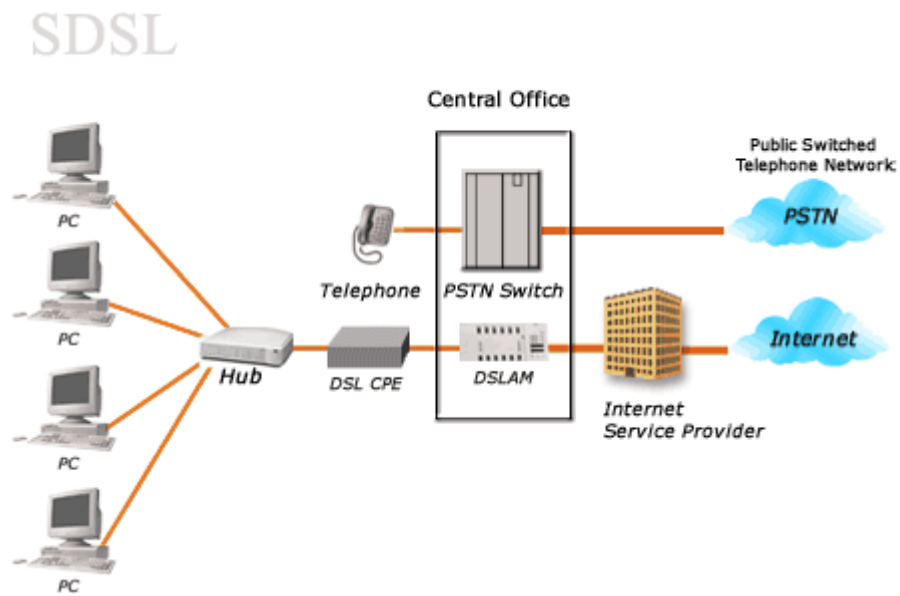 SDSL
Central Office
Public Switched
Telephone Network
PC
PSTN
Telephone
PSTN Switch
PC
Internet
Hub
DSL CPE
DSLAM
Internet
Service Provider
PC
PC